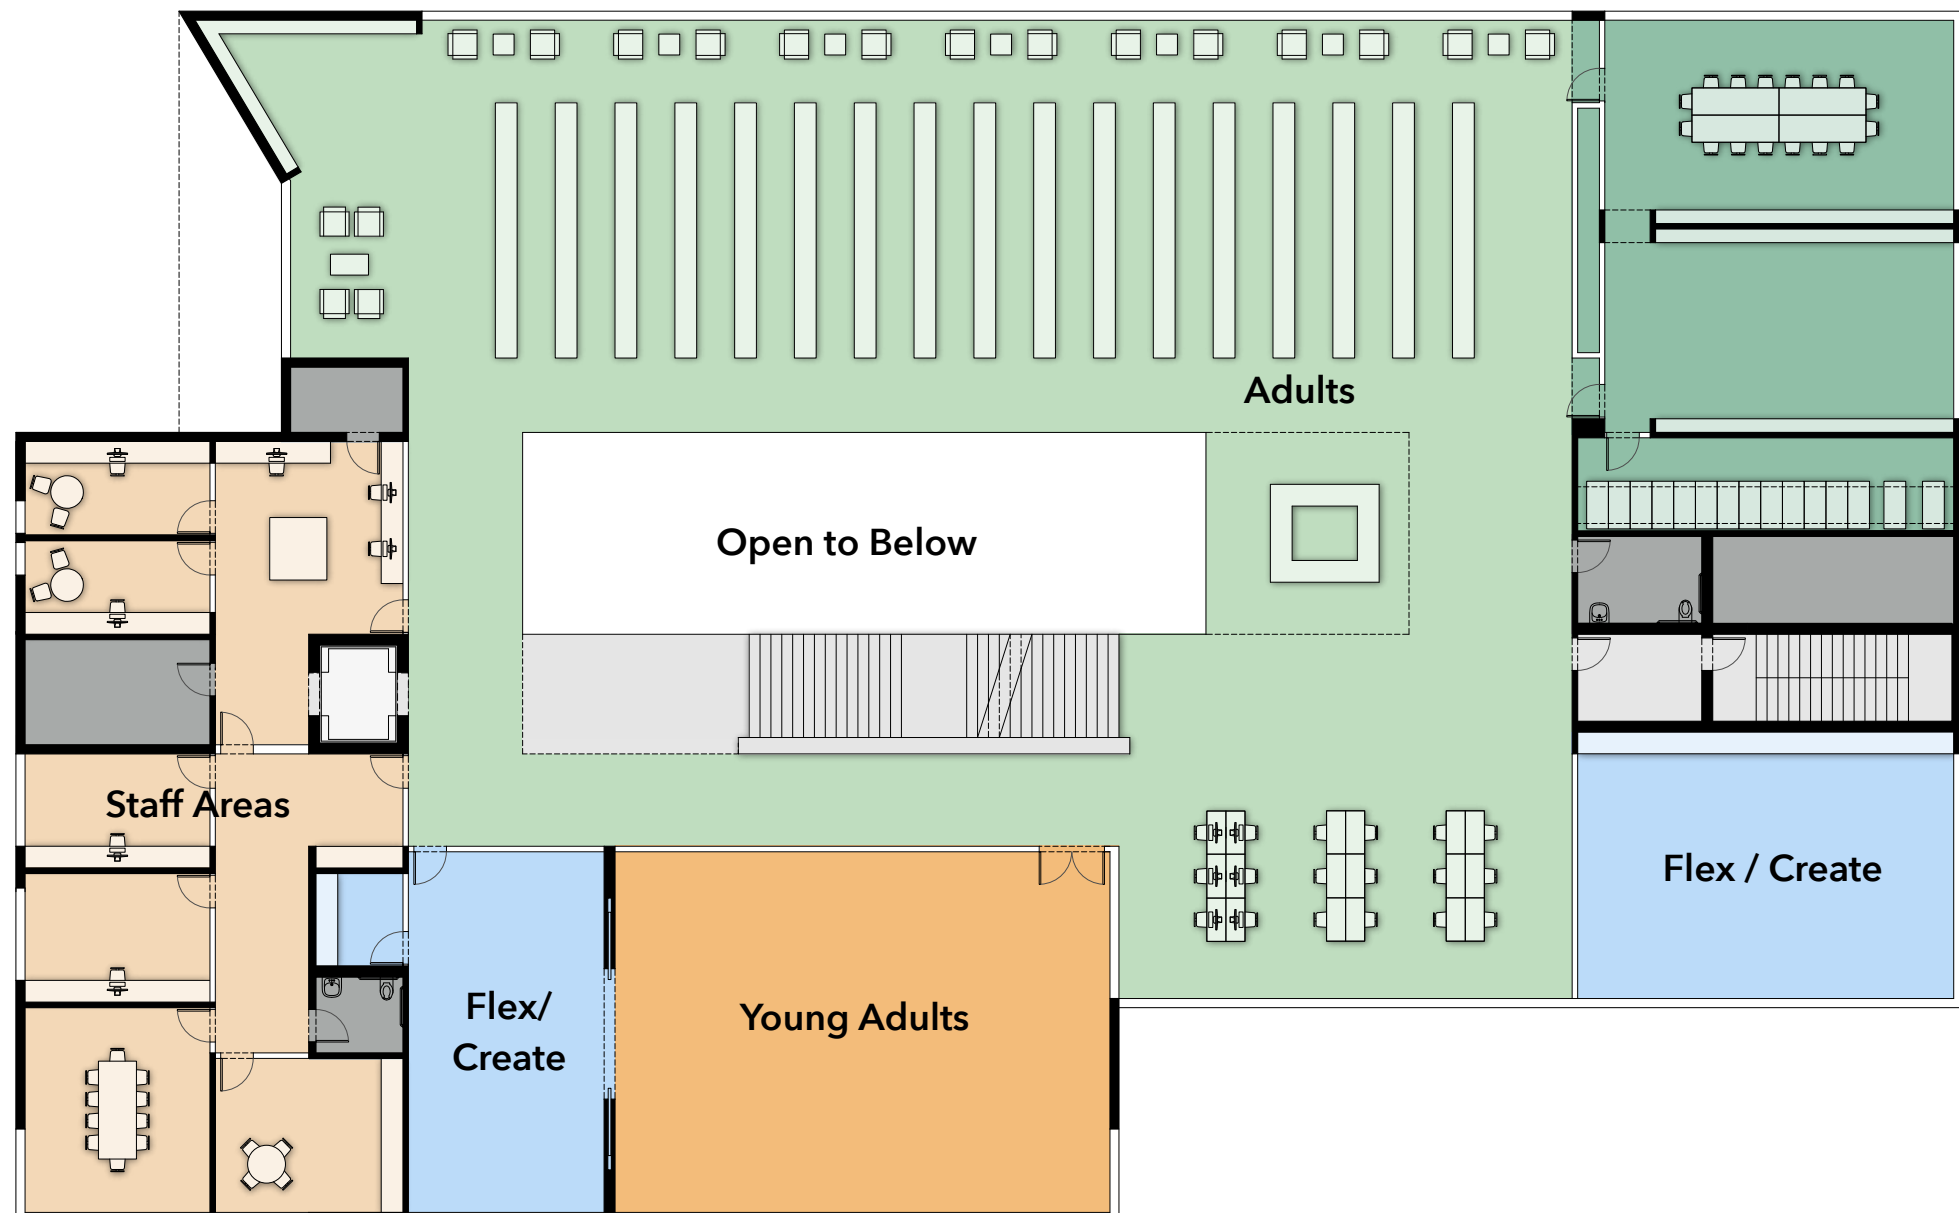 Adults
Open to Below
Staff Areas
Flex / Create
Flex/
Create
Young Adults